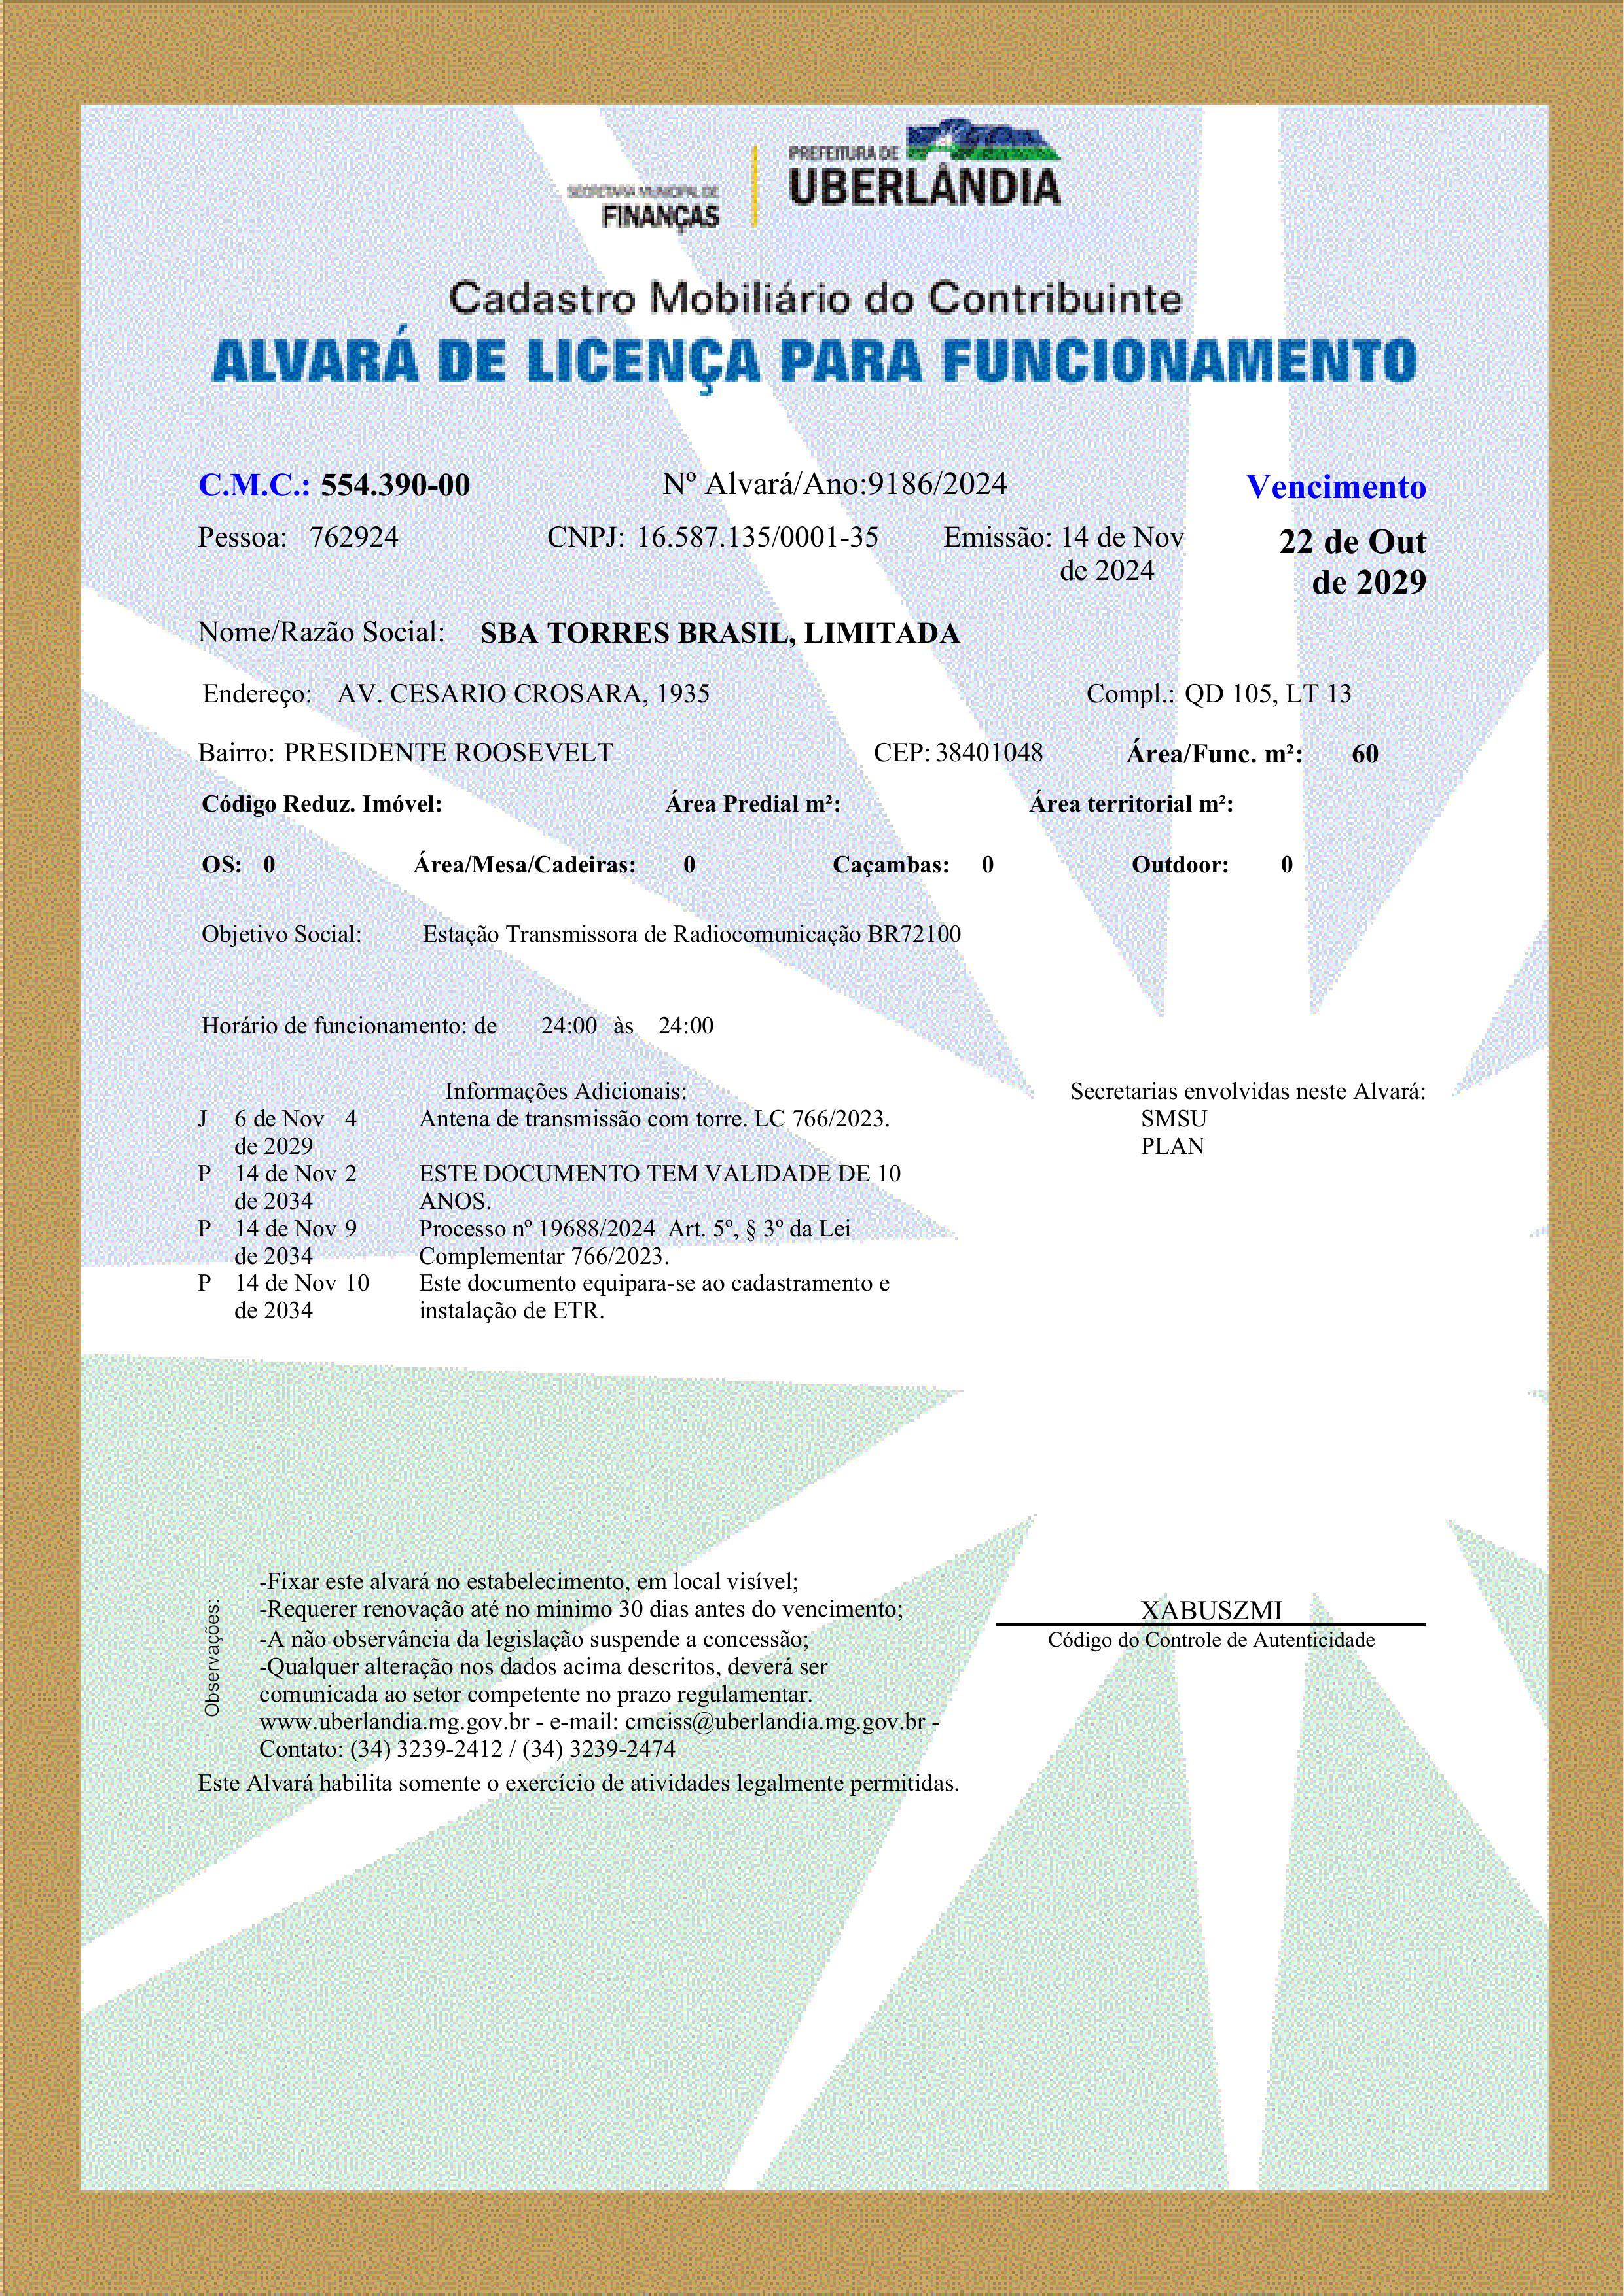 SECRETARIA MUNICIPAL DE
FINANÇAS
PREFEITURA DE
UBERLÂNDIA
Cadastro Mobiliário do Contribuinte
ALVARÁ DE LICENÇA PARA FUNCIONAMENTO
C.M.C.: 554.390-00 Nº Alvará/Ano:9186/2024 Vencimento
Pessoa: 762924 CNPJ: 16.587.135/0001-35 Emissão: 14 de Nov 22 de Out
de 2024 de 2029
Nome/Razão Social: SBA TORRES BRASIL, LIMITADA
Endereço: AV. CESARIO CROSARA, 1935 Compl.: QD 105, LT 13
Bairro: PRESIDENTE ROOSEVELT CEP: 38401048 Área/Func. m²: 60
Código Reduz. Imóvel: Área Predial m²: Área territorial m²:
OS: 0 Área/Mesa/Cadeiras: 0 Caçambas: 0 Outdoor: 0
Objetivo Social: Estação Transmissora de Radiocomunicação BR72100
Horário de funcionamento: de 24:00 às 24:00
Informações Adicionais: Secretarias envolvidas neste Alvará:
J 6 de Nov 4 Antena de transmissão com torre. LC 766/2023. SMSU
de 2029 PLAN
P 14 de Nov 2 ESTE DOCUMENTO TEM VALIDADE DE 10
de 2034 ANOS.
P 14 de Nov 9 Processo nº 19688/2024 Art. 5º, § 3º da Lei
de 2034 Complementar 766/2023.
P 14 de Nov 10 Este documento equipara-se ao cadastramento e
de 2034 instalação de ETR.
Observações:
-Fixar este alvará no estabelecimento, em local visível;
-Requerer renovação até no mínimo 30 dias antes do vencimento;
-A não observância da legislação suspende a concessão;
-Qualquer alteração nos dados acima descritos, deverá ser
comunicada ao setor competente no prazo regulamentar.
www.uberlandia.mg.gov.br - e-mail: cmciss@uberlandia.mg.gov.br -
Contato: (34) 3239-2412 / (34) 3239-2474
Este Alvará habilita somente o exercício de atividades legalmente permitidas.
XABUSZMI
Código do Controle de Autenticidade